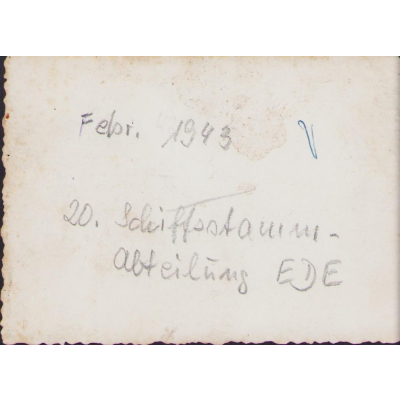 Febr. 1943
20. Schiffsstamm-
Abteilung EDE